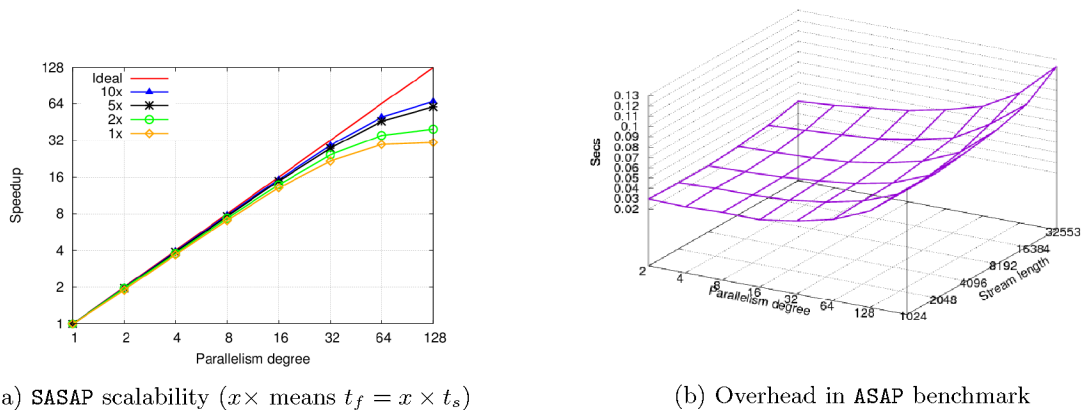 128
64
32
16
8
4
2
1
Speedup
Ideal
10x
5x
2x
1x
1 2 4 8 16 32 64 128
Parallelism degree
a) SASAP scalability (x× means t_f = x × t_s)
0.13
0.12
0.11
0.1
0.09
0.08
0.07
0.06
0.05
0.04
0.03
0.02
Secs
2 4 8 16 32 64 128
Parallelism degree
1024 2048 4096 8192 16384 32553
Stream length
(b) Overhead in ASAP benchmark